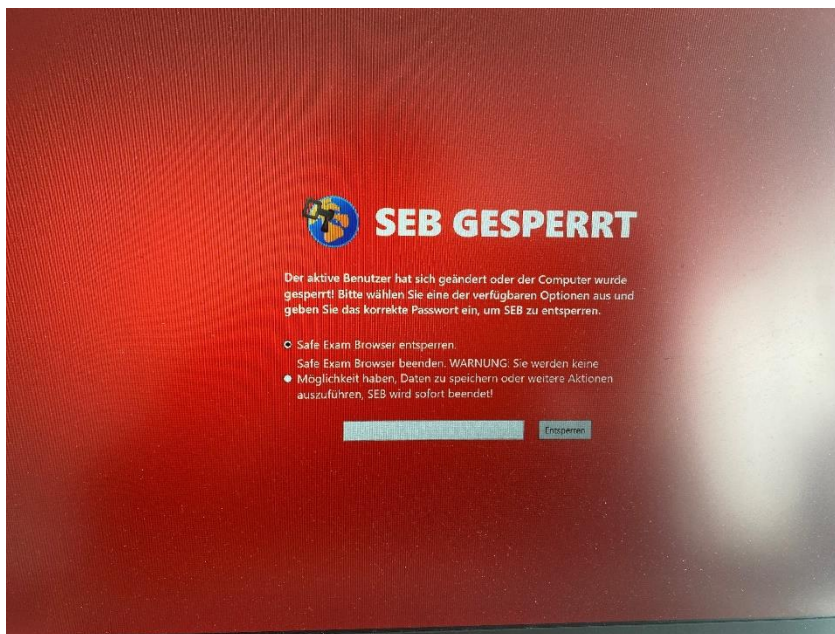 SEB GESPERRT
Der aktive Benutzer hat sich geändert oder der Computer wurde
gesperrt! Bitte wählen Sie eine der verfügbaren Optionen aus und
geben Sie das korrekte Passwort ein, um SEB zu entsperren.
Safe Exam Browser entsperren.
Safe Exam Browser beenden. WARNUNG: Sie werden keine
Möglichkeit haben, Daten zu speichern oder weitere Aktionen
auszuführen, SEB wird sofort beendet!
Entsperren